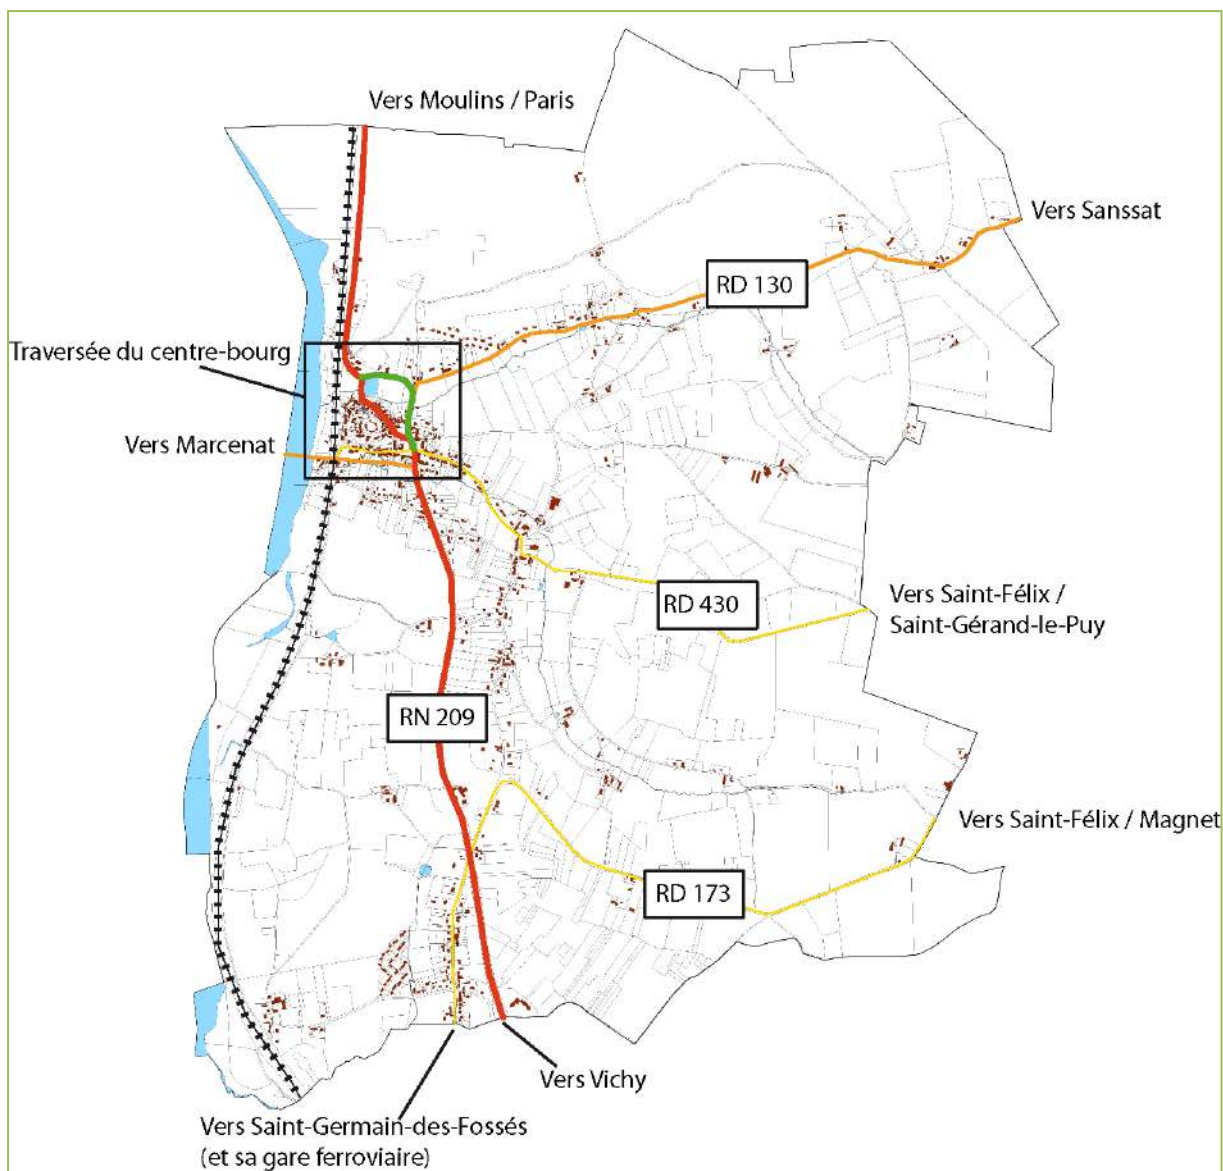 Vers Moulins / Paris
Vers Sanssat
RD 130
Traversée du centre-bourg
Vers Marcenat
RD 430
Vers Saint-Félix /
Saint-Gérand-le-Puy
RN 209
Vers Saint-Félix / Magnet
RD 173
Vers Vichy
Vers Saint-Germain-des-Fossés
(et sa gare ferroviaire)